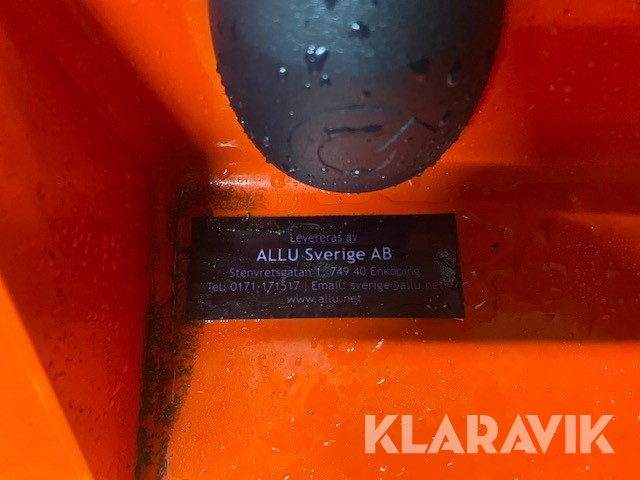 Levereras av
ALLU Sverige AB
Stenvretsgatan 1, 749 40 Enköping
Tel: 0171-171517 | Email: sverige@allu.net
www.allu.net
KLARAVIK